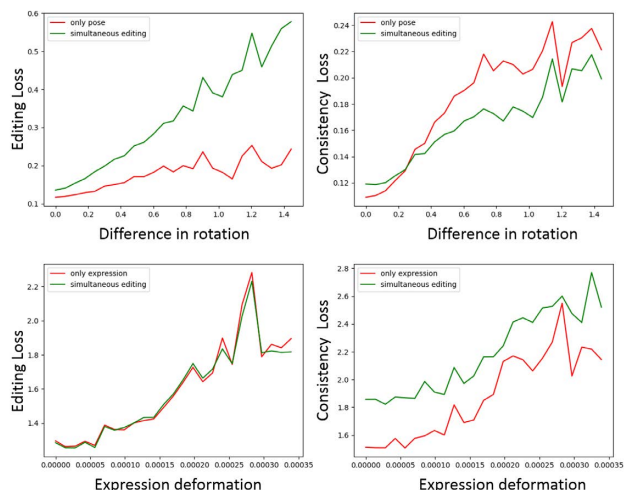 only pose
simultaneous editing
Editing Loss
0.6
0.5
0.4
0.3
0.2
0.1
0.0 0.2 0.4 0.6 0.8 1.0 1.2 1.4
Difference in rotation
only pose
simultaneous editing
Consistency Loss
0.24
0.22
0.20
0.18
0.16
0.14
0.12
0.0 0.2 0.4 0.6 0.8 1.0 1.2 1.4
Difference in rotation
only expression
simultaneous editing
Editing Loss
2.2
2.0
1.8
1.6
1.4
0.00000 0.00005 0.00010 0.00015 0.00020 0.00025 0.00030 0.00035
Expression deformation
only expression
simultaneous editing
Consistency Loss
2.8
2.6
2.4
2.2
2.0
1.8
1.6
0.00000 0.00005 0.00010 0.00015 0.00020 0.00025 0.00030 0.00035
Expression deformation